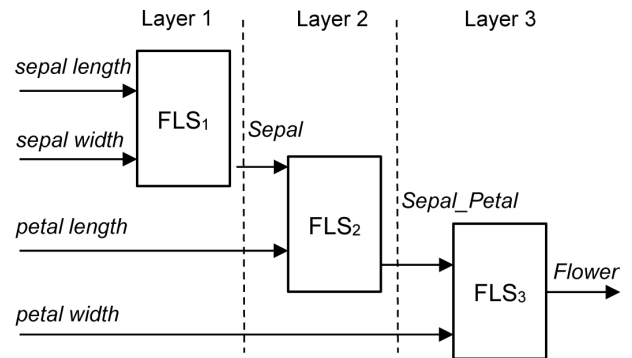 Layer 1
Layer 2
Layer 3
sepal length
FLS₁
sepal width
Sepal
Sepal_Petal
petal length
FLS₂
Flower
FLS₃
petal width